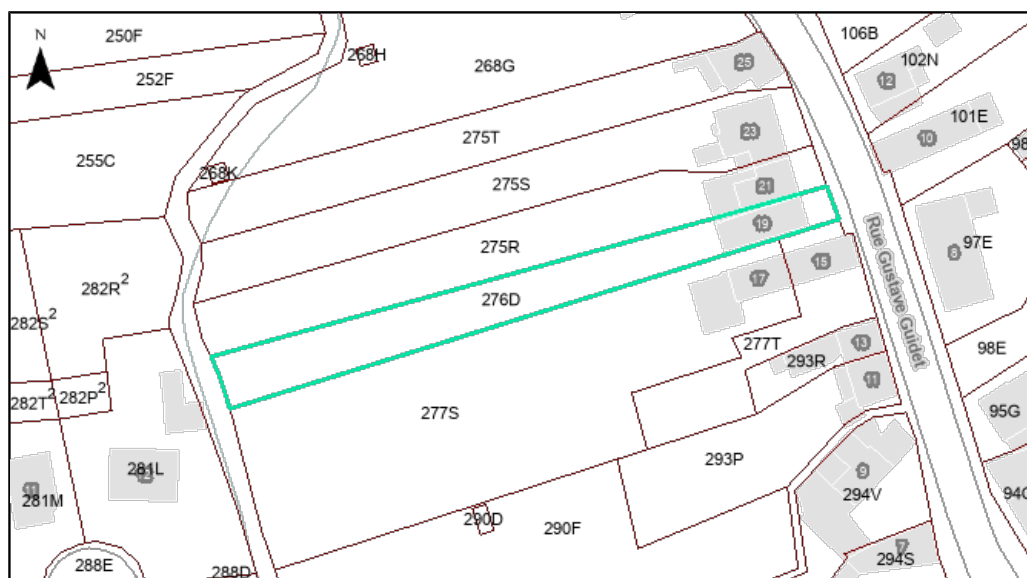 N
250F
268H
106B
268G
25
102N
252F
12
101E
10
23
275T
255C
268K
275S
21
19
97E
275R
8
282R²
276D
17
15
Rue Gustave Guidet
282S²
277T
13
98E
293R
282T²
282P²
11
277S
95G
293P
281L
9
11
281M
294V
290D
290F
7
294S
288E
288D